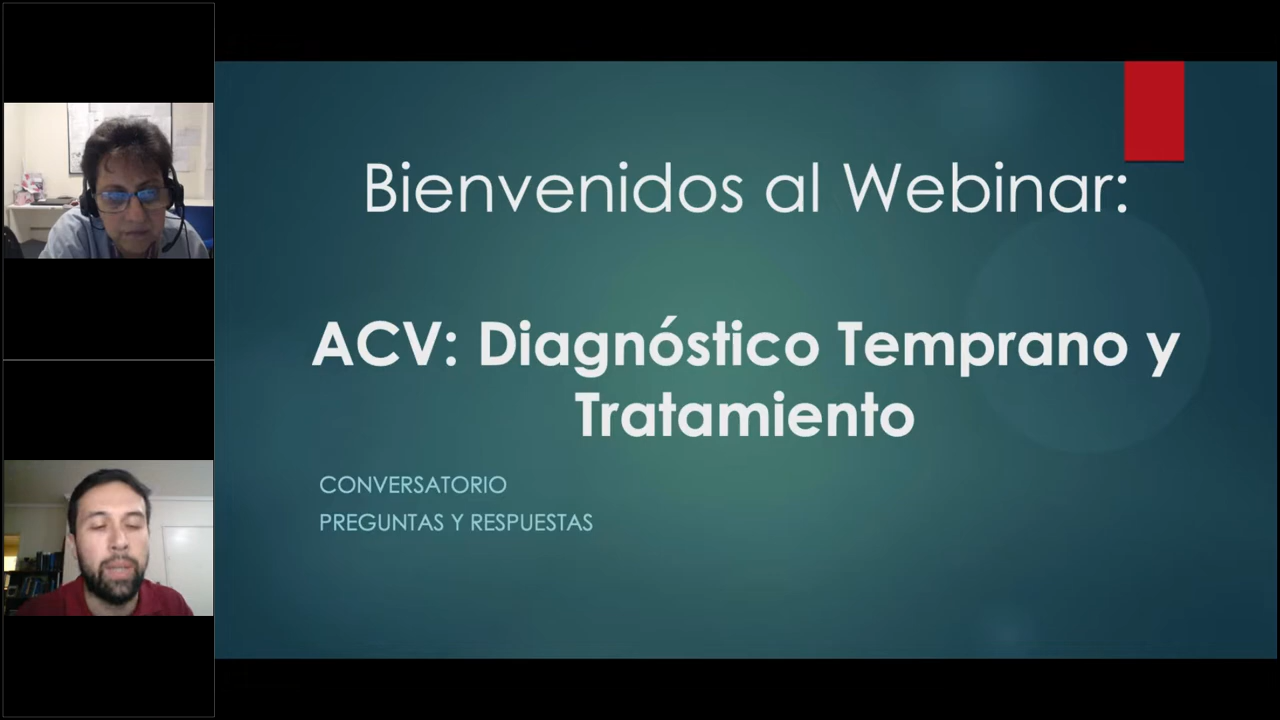 Bienvenidos al Webinar:
ACV: Diagnóstico Temprano y
Tratamiento
CONVERSATORIO
PREGUNTAS Y RESPUESTAS